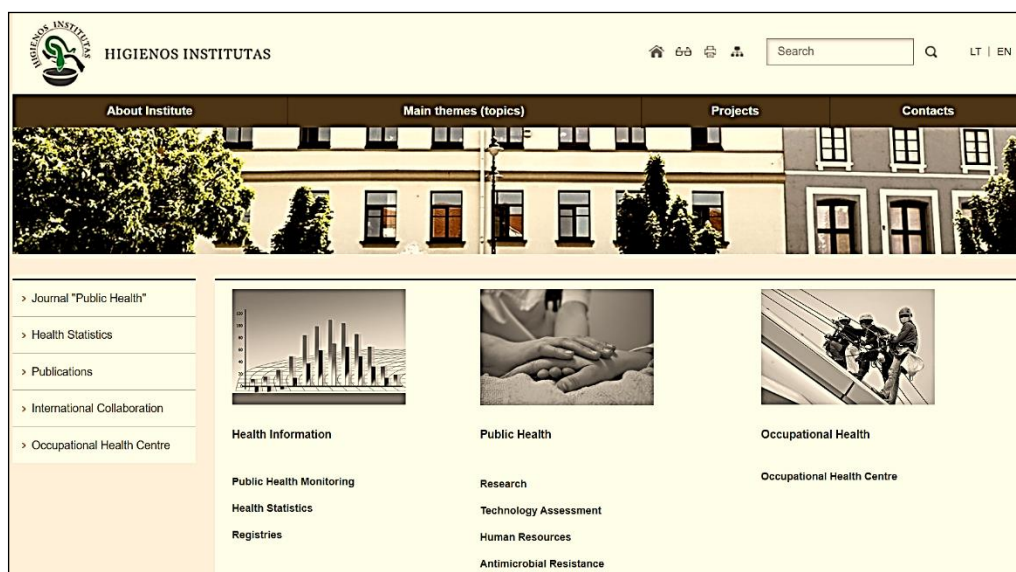 HIGIENOS INSTITUTAS
HIGIENOS INSTITUTAS
Search
LT | EN
About Institute
Main themes (topics)
Projects
Contacts
Journal "Public Health"
Health Statistics
Publications
International Collaboration
Occupational Health Centre
Health Information
Public Health Monitoring
Health Statistics
Registries
Public Health
Research
Technology Assessment
Human Resources
Antimicrobial Resistance
Occupational Health
Occupational Health Centre